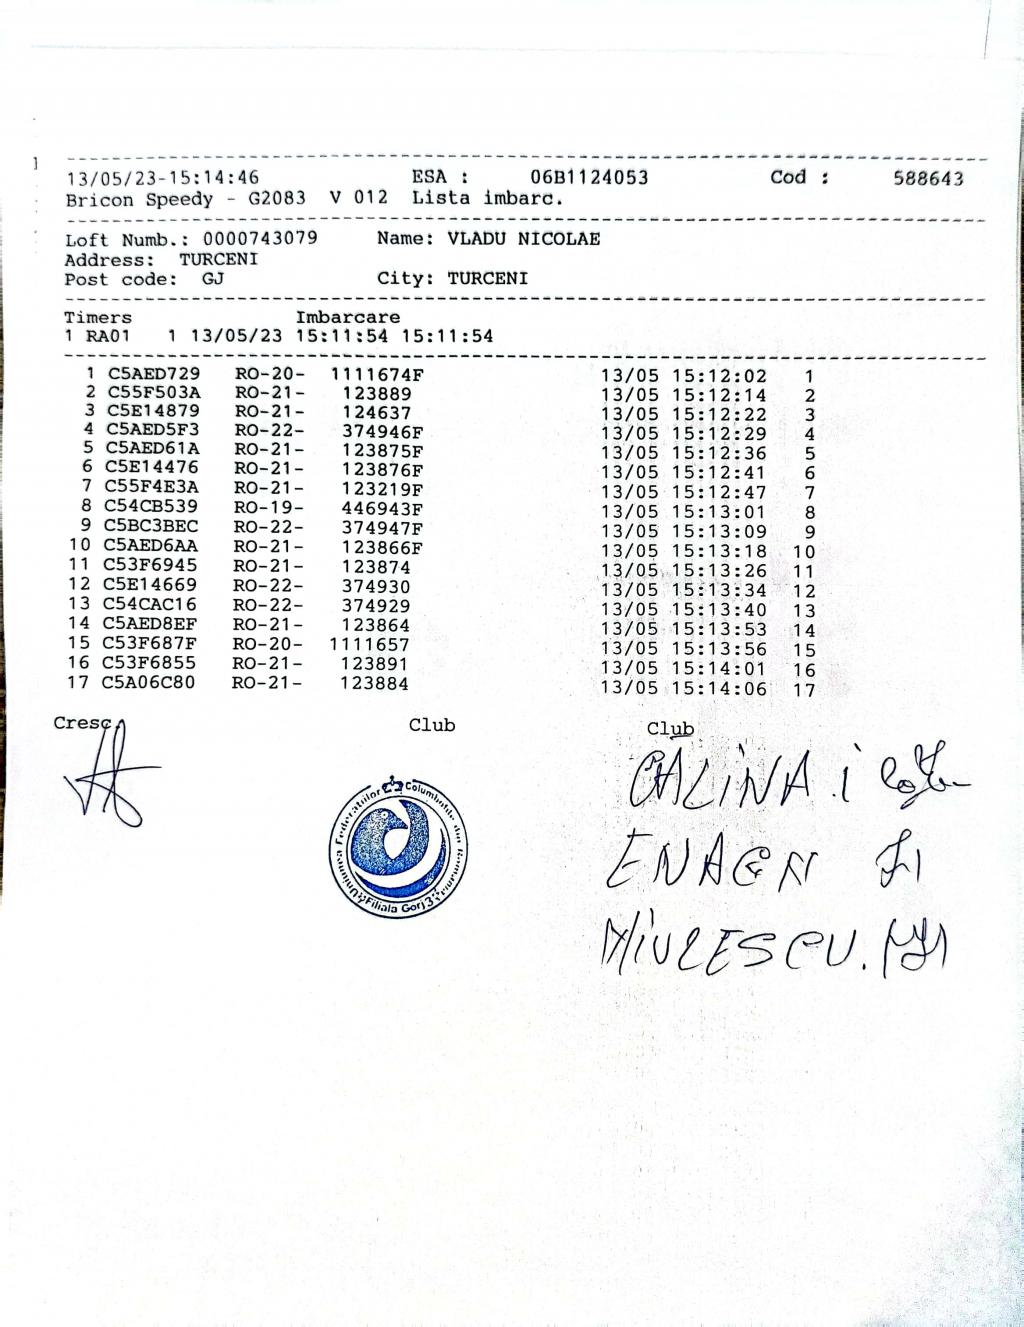 13/05/23-15:14:46 ESA : 06B1124053 Cod : 588643
Bricon Speedy - G2083 V 012 Lista imbarc.
Loft Numb.: 0000743079 Name: VLADU NICOLAE
Address: TURCENI
Post code: GJ City: TURCENI
Timers Imbarcare
1 RA01 1 13/05/23 15:11:54 15:11:54
1 C5AED729 RO-20- 1111674F 13/05 15:12:02 1
2 C55F503A RO-21- 123889 13/05 15:12:14 2
3 C5E14879 RO-21- 124637 13/05 15:12:22 3
4 C5AED5F3 RO-22- 374946F 13/05 15:12:29 4
5 C5AED61A RO-21- 123875F 13/05 15:12:36 5
6 C5E14476 RO-21- 123876F 13/05 15:12:41 6
7 C55F4E3A RO-21- 123219F 13/05 15:12:47 7
8 C54CB539 RO-19- 446943F 13/05 15:13:01 8
9 C5BC3BEC RO-22- 374947F 13/05 15:13:09 9
10 C5AED6AA RO-21- 123866F 13/05 15:13:18 10
11 C53F6945 RO-21- 123874 13/05 15:13:26 11
12 C5E14669 RO-22- 374930 13/05 15:13:34 12
13 C54CAC16 RO-22- 374929 13/05 15:13:40 13
14 C5AED8EF RO-21- 123864 13/05 15:13:53 14
15 C53F687F RO-20- 1111657 13/05 15:13:56 15
16 C53F6855 RO-21- 123891 13/05 15:14:01 16
17 C5A06C80 RO-21- 123884 13/05 15:14:06 17
Cresc Club Club
CĂLINA i
Uniunea Federatiilor Columbofile din Romania
Filiala Gorj
MIULESCU.